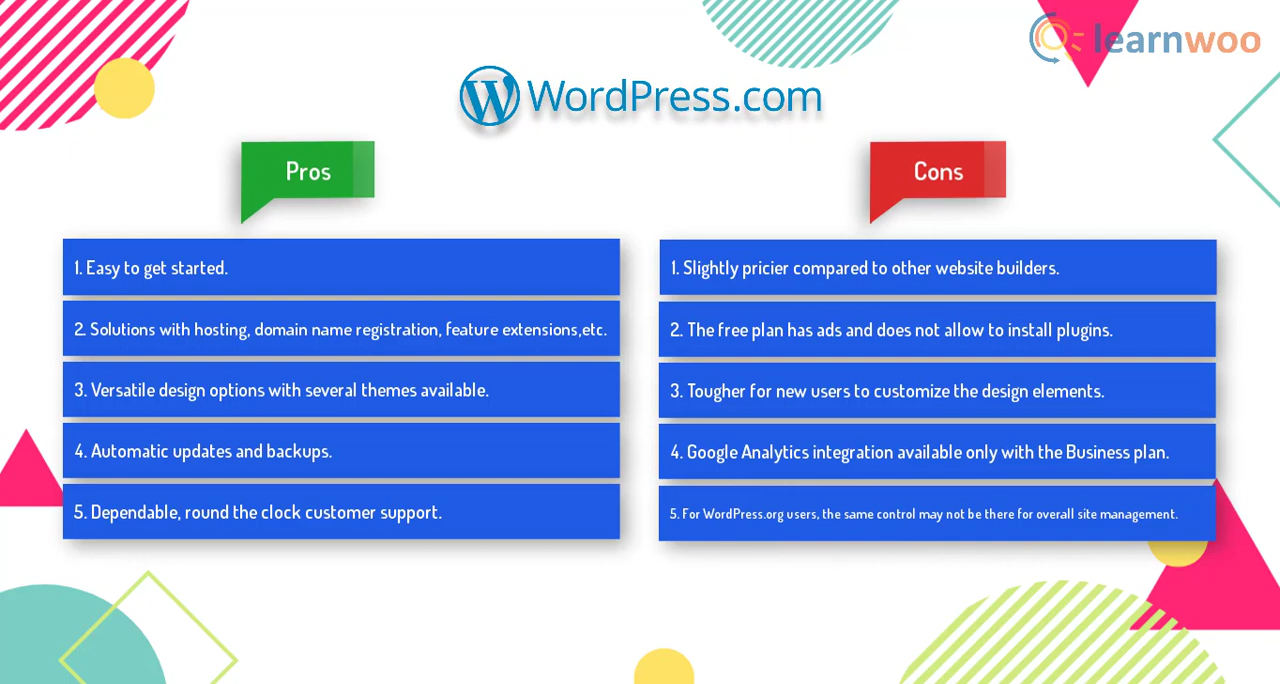 learnwoo
WordPress.com
Pros
1. Easy to get started.
2. Solutions with hosting, domain name registration, feature extensions,etc.
3. Versatile design options with several themes available.
4. Automatic updates and backups.
5. Dependable, round the clock customer support.
Cons
1. Slightly pricier compared to other website builders.
2. The free plan has ads and does not allow to install plugins.
3. Tougher for new users to customize the design elements.
4. Google Analytics integration available only with the Business plan.
5. For WordPress.org users, the same control may not be there for overall site management.